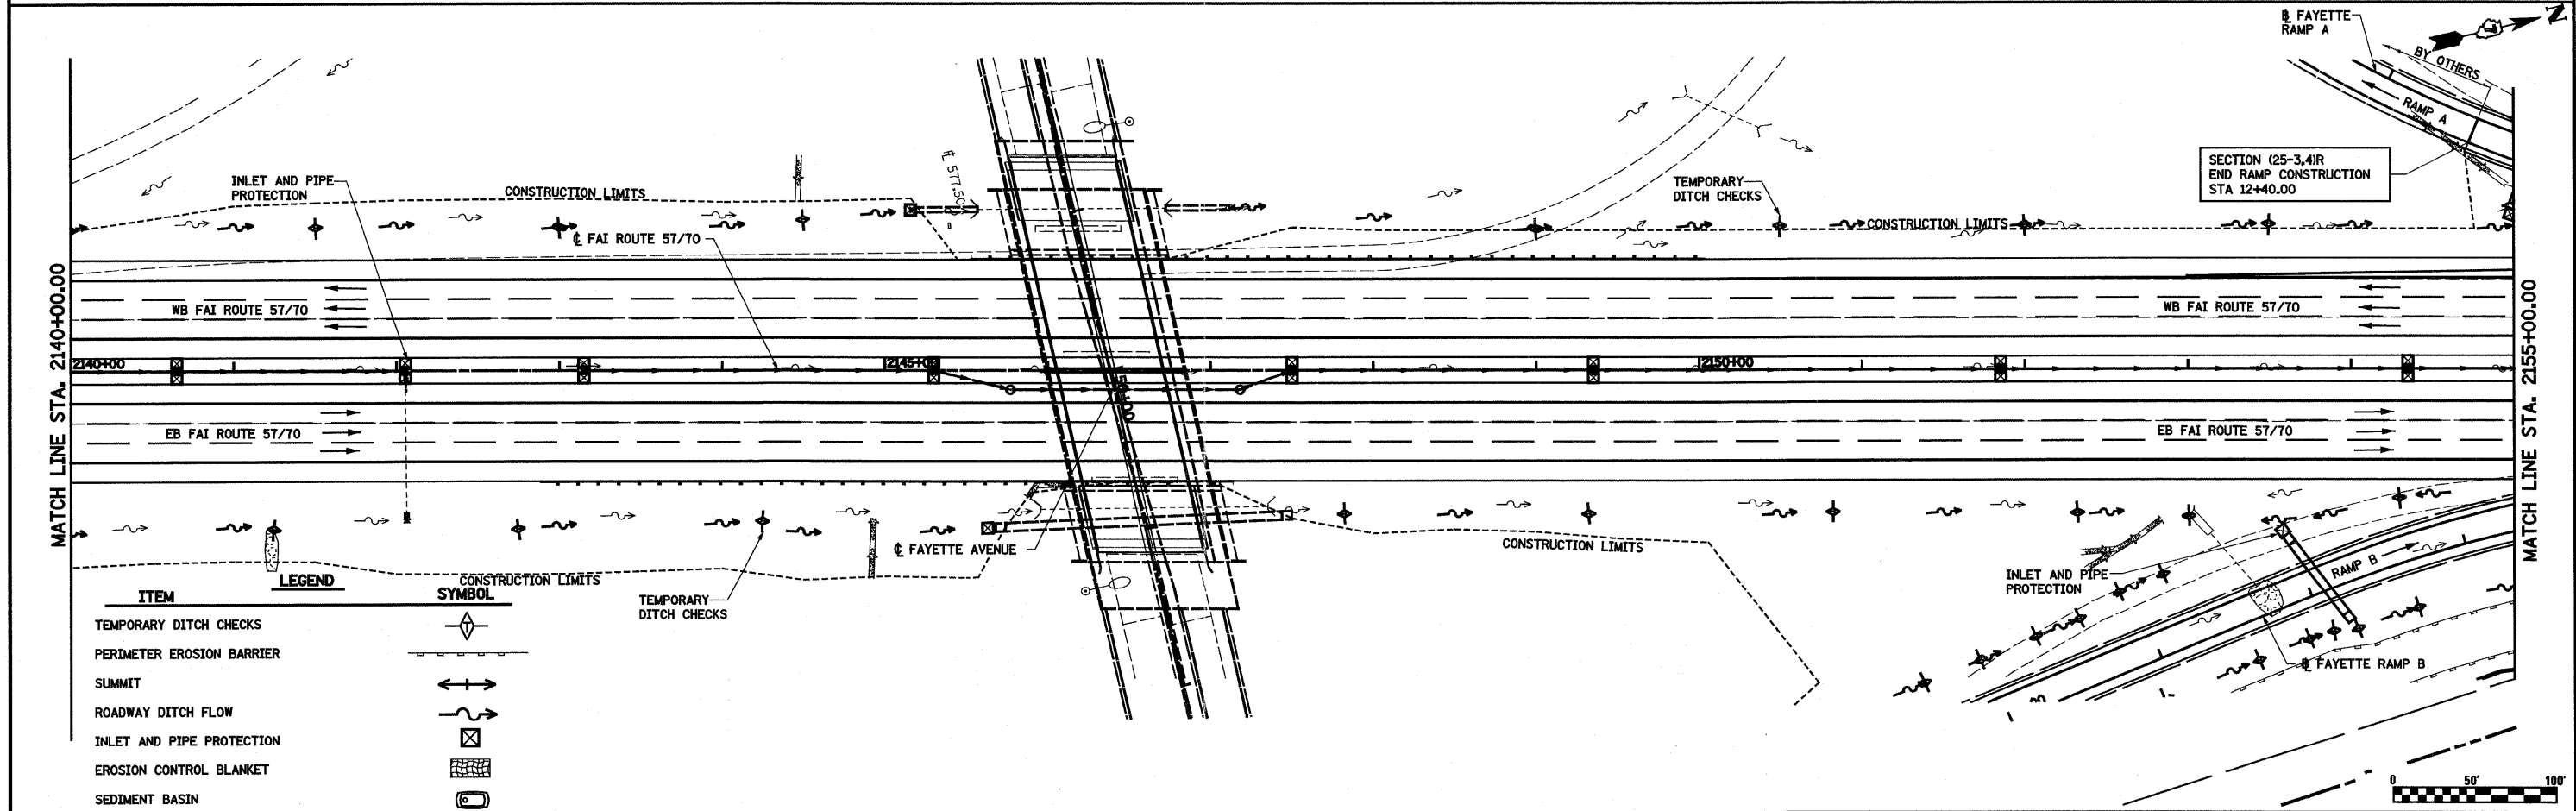 ℄ FAYETTE
RAMP A
N
BY OTHERS
RAMP A
SECTION (25-3,4)R
END RAMP CONSTRUCTION
STA 12+40.00
INLET AND PIPE
PROTECTION
CONSTRUCTION LIMITS
577.50
TEMPORARY
DITCH CHECKS
CONSTRUCTION LIMITS
℄ FAI ROUTE 57/70
MATCH LINE STA. 2140+00.00
MATCH LINE STA. 2155+00.00
WB FAI ROUTE 57/70
WB FAI ROUTE 57/70
2140+00
2145+00
2150+00
50+00
EB FAI ROUTE 57/70
EB FAI ROUTE 57/70
℄ FAYETTE AVENUE
CONSTRUCTION LIMITS
CONSTRUCTION LIMITS
TEMPORARY
DITCH CHECKS
INLET AND PIPE
PROTECTION
RAMP B
℄ FAYETTE RAMP B
LEGEND
ITEM SYMBOL
TEMPORARY DITCH CHECKS T
PERIMETER EROSION BARRIER
SUMMIT
ROADWAY DITCH FLOW
INLET AND PIPE PROTECTION
EROSION CONTROL BLANKET
SEDIMENT BASIN
0 50' 100'